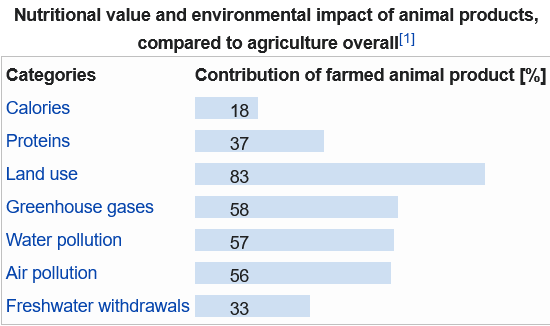 Nutritional value and environmental impact of animal products,
compared to agriculture overall[1]
Categories Contribution of farmed animal product [%]
Calories 18
Proteins 37
Land use 83
Greenhouse gases 58
Water pollution 57
Air pollution 56
Freshwater withdrawals 33